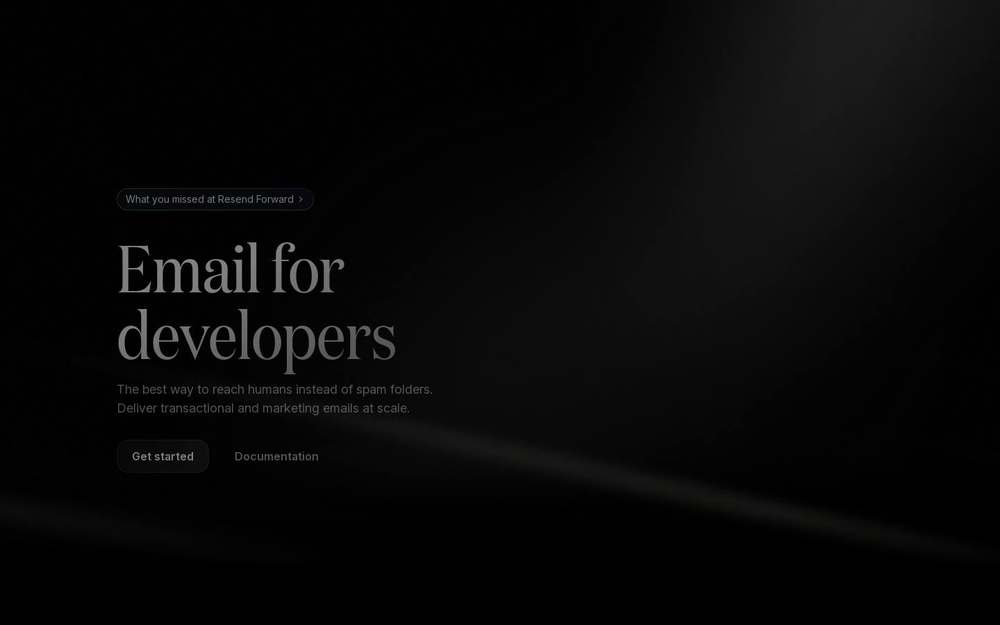 What you missed at Resend Forward
Email for
developers
The best way to reach humans instead of spam folders.
Deliver transactional and marketing emails at scale.
Get started
Documentation